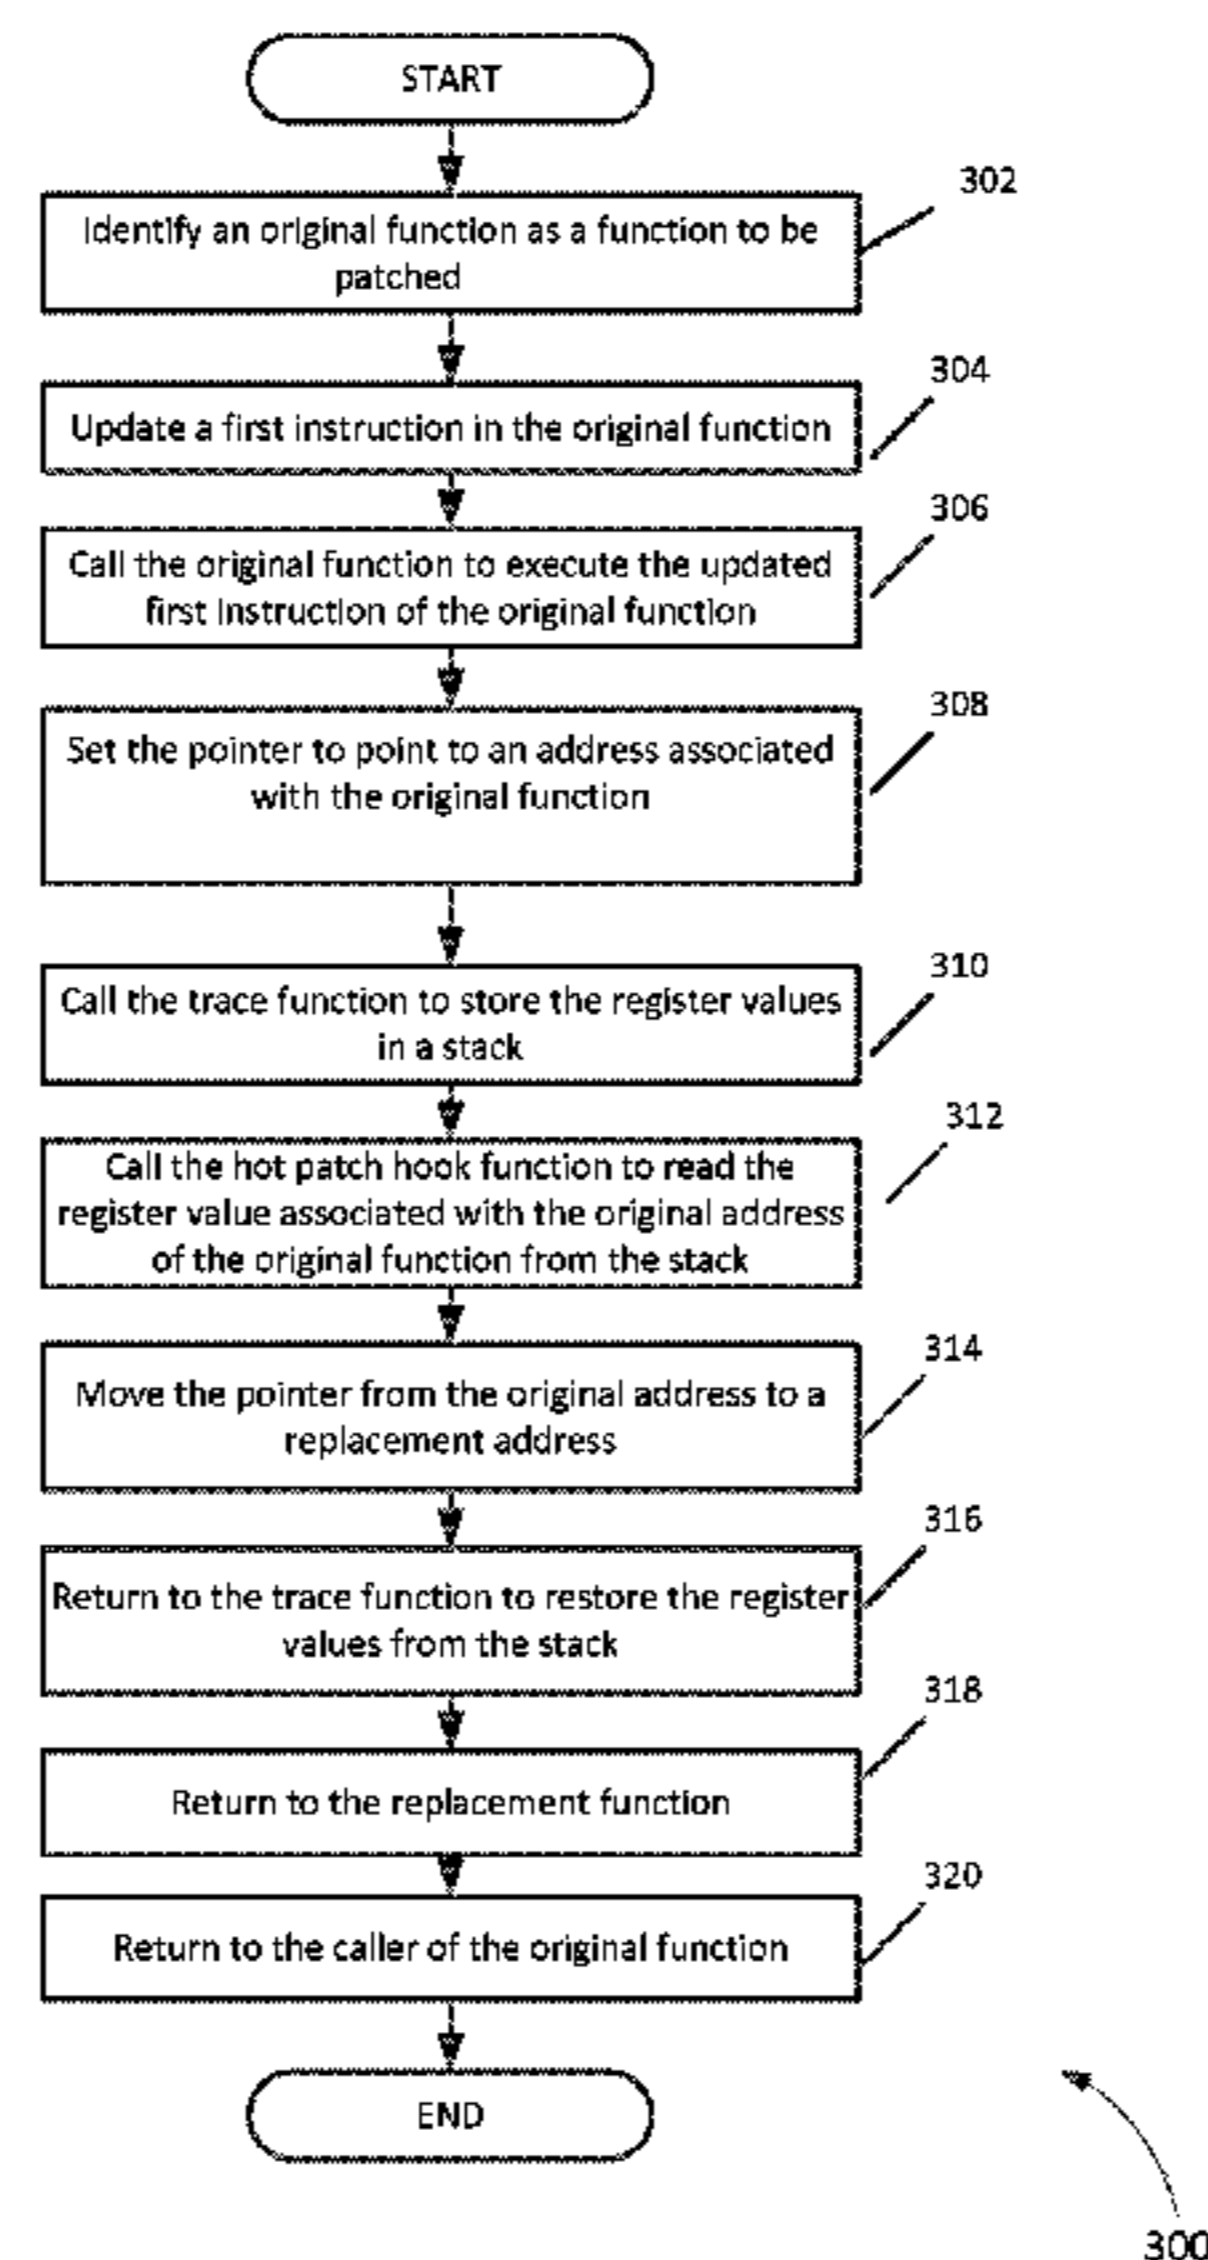 START
302
Identify an original function as a function to be
patched
304
Update a first instruction in the original function
306
Call the original function to execute the updated
first instruction of the original function
308
Set the pointer to point to an address associated
with the original function
310
Call the trace function to store the register values
in a stack
312
Call the hot patch hook function to read the
register value associated with the original address
of the original function from the stack
314
Move the pointer from the original address to a
replacement address
316
Return to the trace function to restore the register
values from the stack
318
Return to the replacement function
320
Return to the caller of the original function
END
300